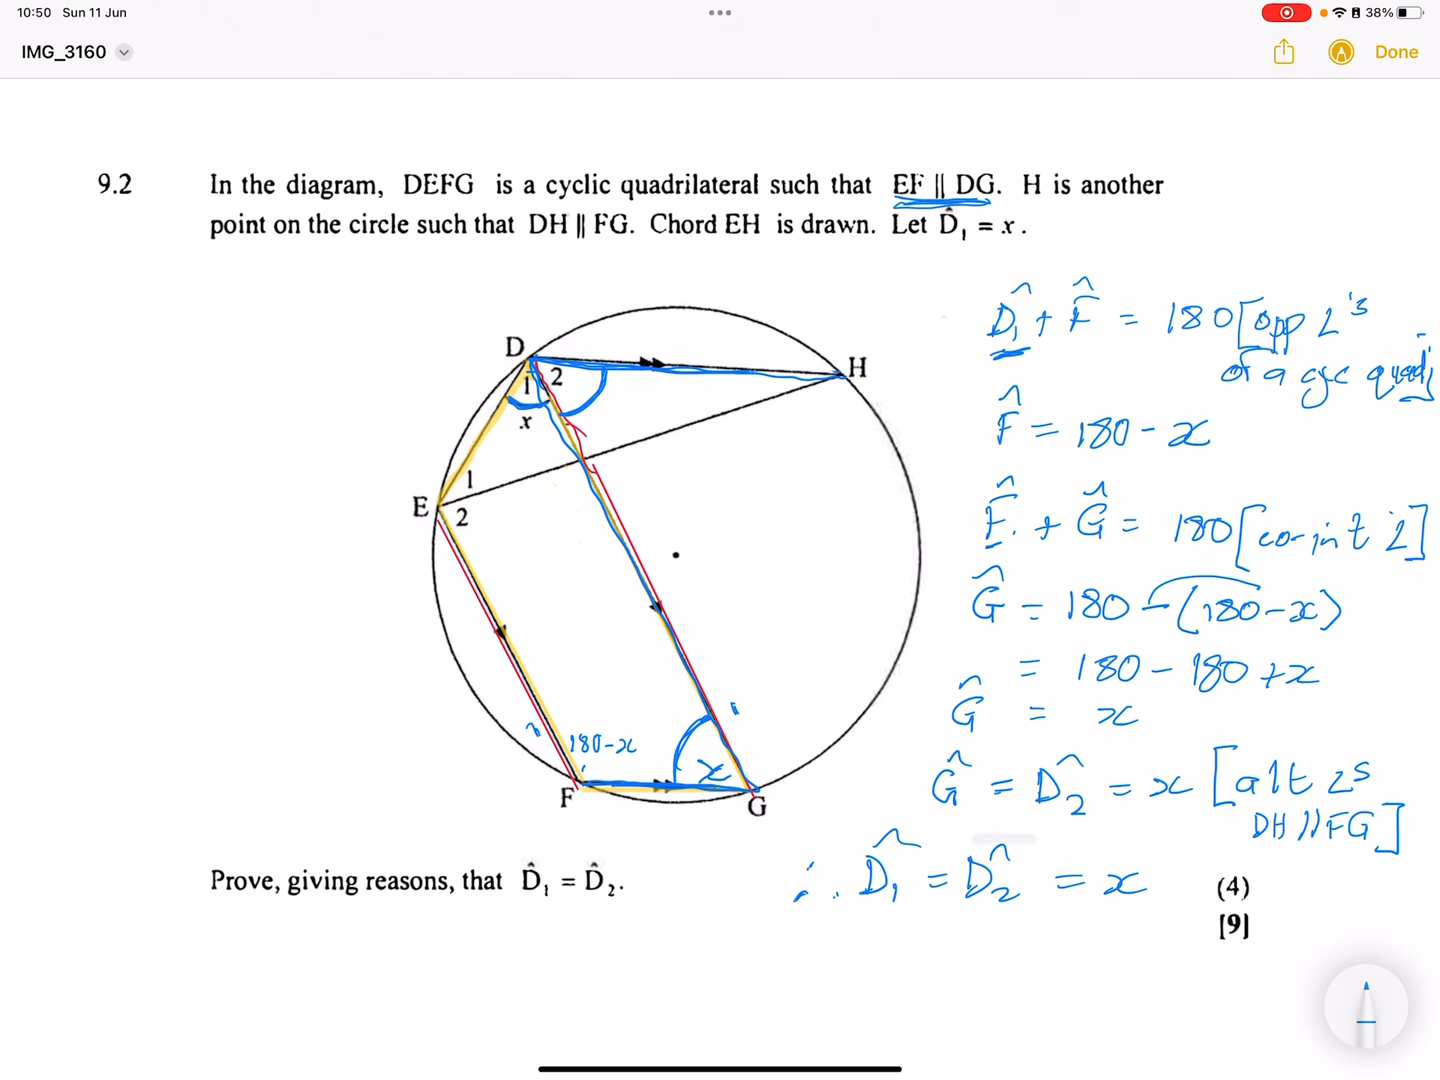 10:50 Sun 11 Jun
38%
IMG_3160
Done
9.2 In the diagram, DEFG is a cyclic quadrilateral such that EF || DG. H is another
point on the circle such that DH || FG. Chord EH is drawn. Let D̂₁ = x.
D
1
2
H
x
1
E
2
180-x
x
F
G
D̂₁ + F̂ = 180 [opp ∠'s
of a cyc quad]
F̂ = 180 - x
F̂ + Ĝ = 180 [co-int ∠]
Ĝ = 180 - (180-x)
= 180 - 180 + x
Ĝ = x
Ĝ = D̂₂ = x [alt ∠s
DH//FG]
∴ D̂₁ = D̂₂ = x
Prove, giving reasons, that D̂₁ = D̂₂.
(4)
[9]